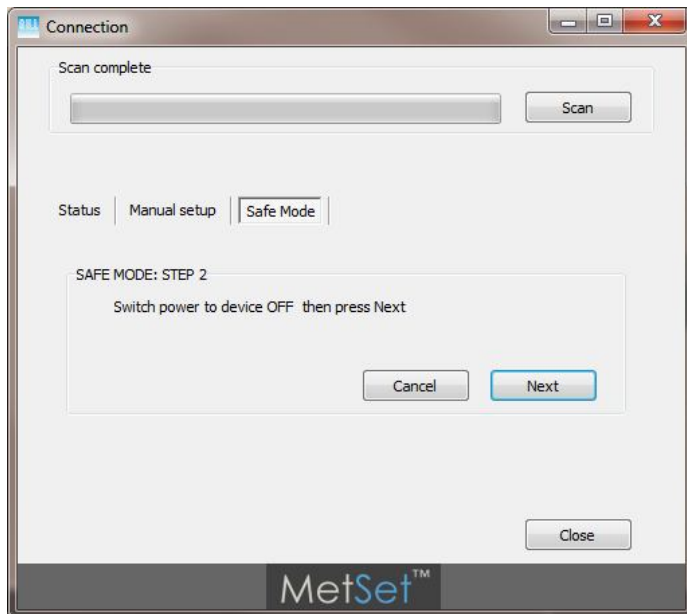 Connection
Scan complete
Scan
Status Manual setup Safe Mode
SAFE MODE: STEP 2
Switch power to device OFF then press Next
Cancel Next
Close
MetSet™